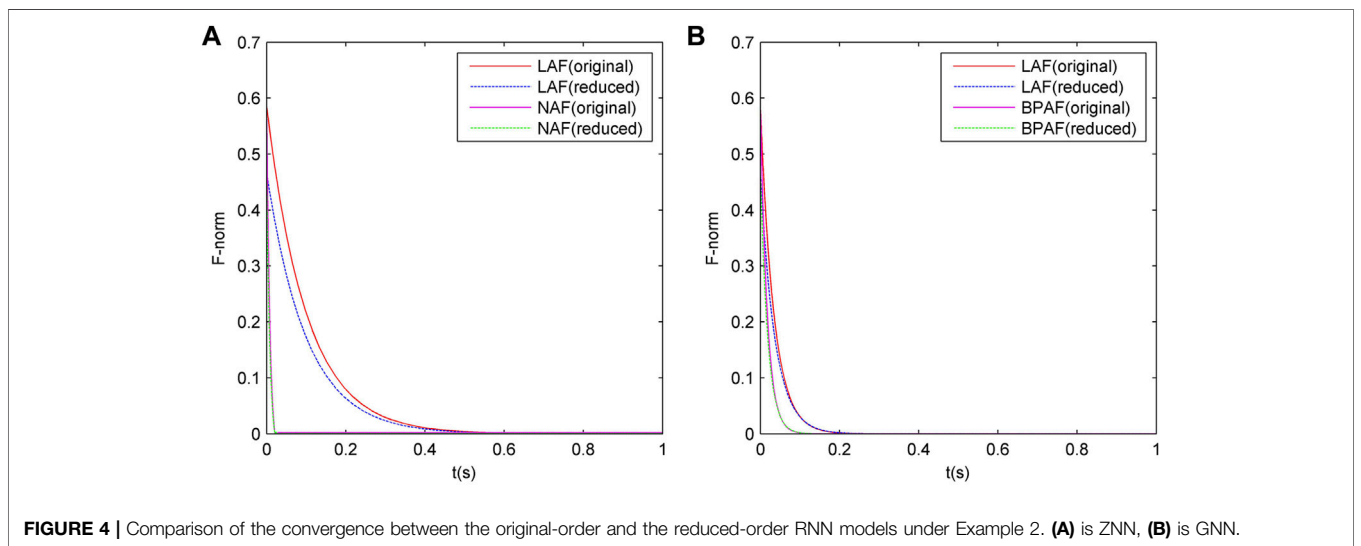 A
0.7
0.6
0.5
0.4
0.3
0.2
0.1
0
F-norm
LAF(original)
LAF(reduced)
NAF(original)
NAF(reduced)
0 0.2 0.4 0.6 0.8 1
t(s)
B
0.7
0.6
0.5
0.4
0.3
0.2
0.1
0
F-norm
LAF(original)
LAF(reduced)
BPAF(original)
BPAF(reduced)
0 0.2 0.4 0.6 0.8 1
t(s)
FIGURE 4 | Comparison of the convergence between the original-order and the reduced-order RNN models under Example 2. (A) is ZNN, (B) is GNN.